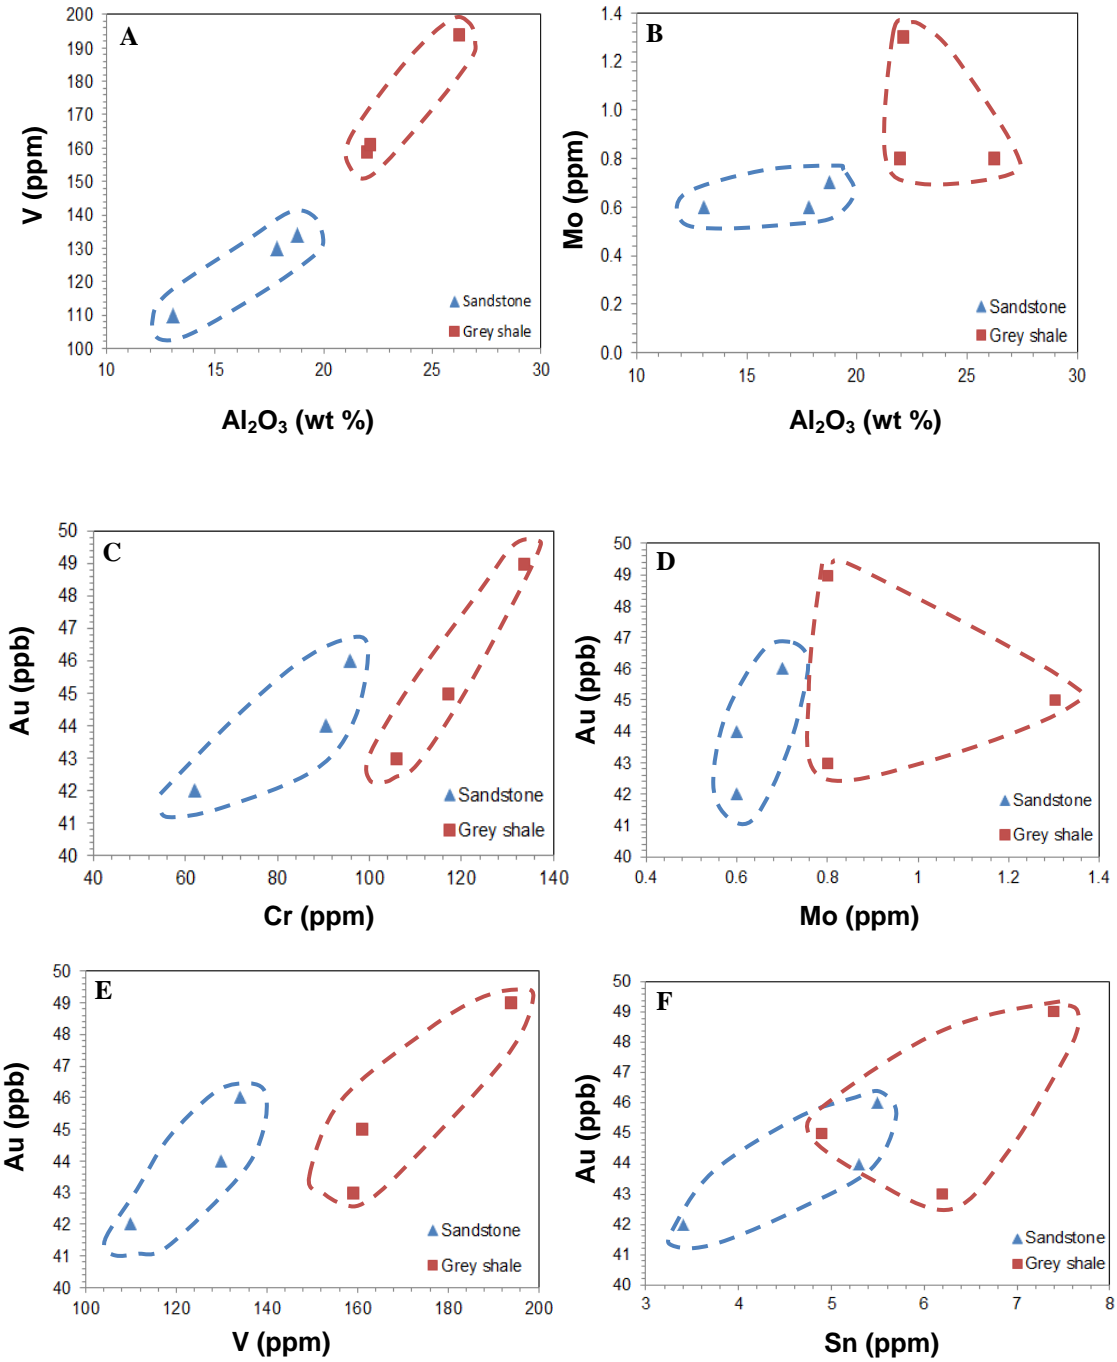 A
200
190
180
170
160
150
140
130
120
110
100
V (ppm)
Sandstone
Grey shale
10 15 20 25 30
Al₂O₃ (wt %)
B
1.4
1.2
1.0
0.8
0.6
0.4
0.2
0.0
Mo (ppm)
Sandstone
Grey shale
10 15 20 25 30
Al₂O₃ (wt %)
C
50
49
48
47
46
45
44
43
42
41
40
Au (ppb)
Sandstone
Grey shale
40 60 80 100 120 140
Cr (ppm)
D
50
49
48
47
46
45
44
43
42
41
40
Au (ppb)
Sandstone
Grey shale
0.4 0.6 0.8 1 1.2 1.4
Mo (ppm)
E
50
49
48
47
46
45
44
43
42
41
40
Au (ppb)
Sandstone
Grey shale
100 120 140 160 180 200
V (ppm)
F
50
49
48
47
46
45
44
43
42
41
40
Au (ppb)
Sandstone
Grey shale
3 4 5 6 7 8
Sn (ppm)